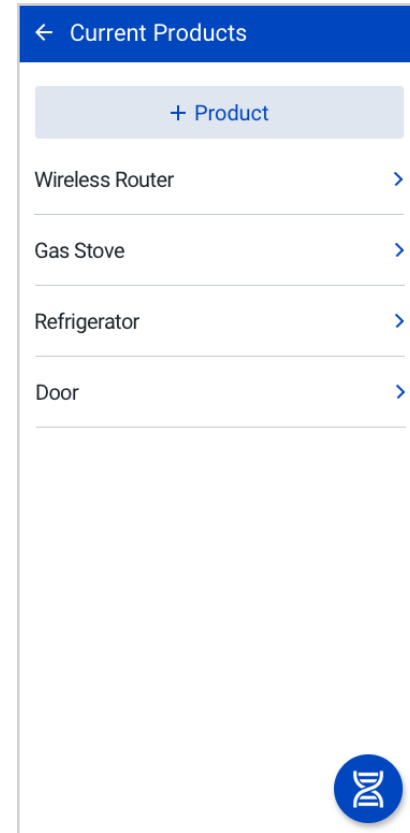 Current Products
+ Product
Wireless Router
Gas Stove
Refrigerator
Door